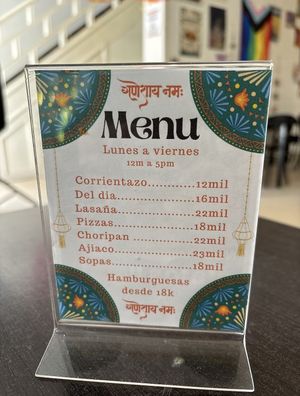 गणेशाय नमः
Menu
Lunes a viernes
12m a 5pm
Corrientazo............12mil
Del dia....................16mil
Lasaña....................22mil
Pizzas.....................18mil
Choripan ...............22mil
Ajiaco.....................23mil
Sopas......................18mil
Hamburguesas
desde 18k
गणेशाय नमः